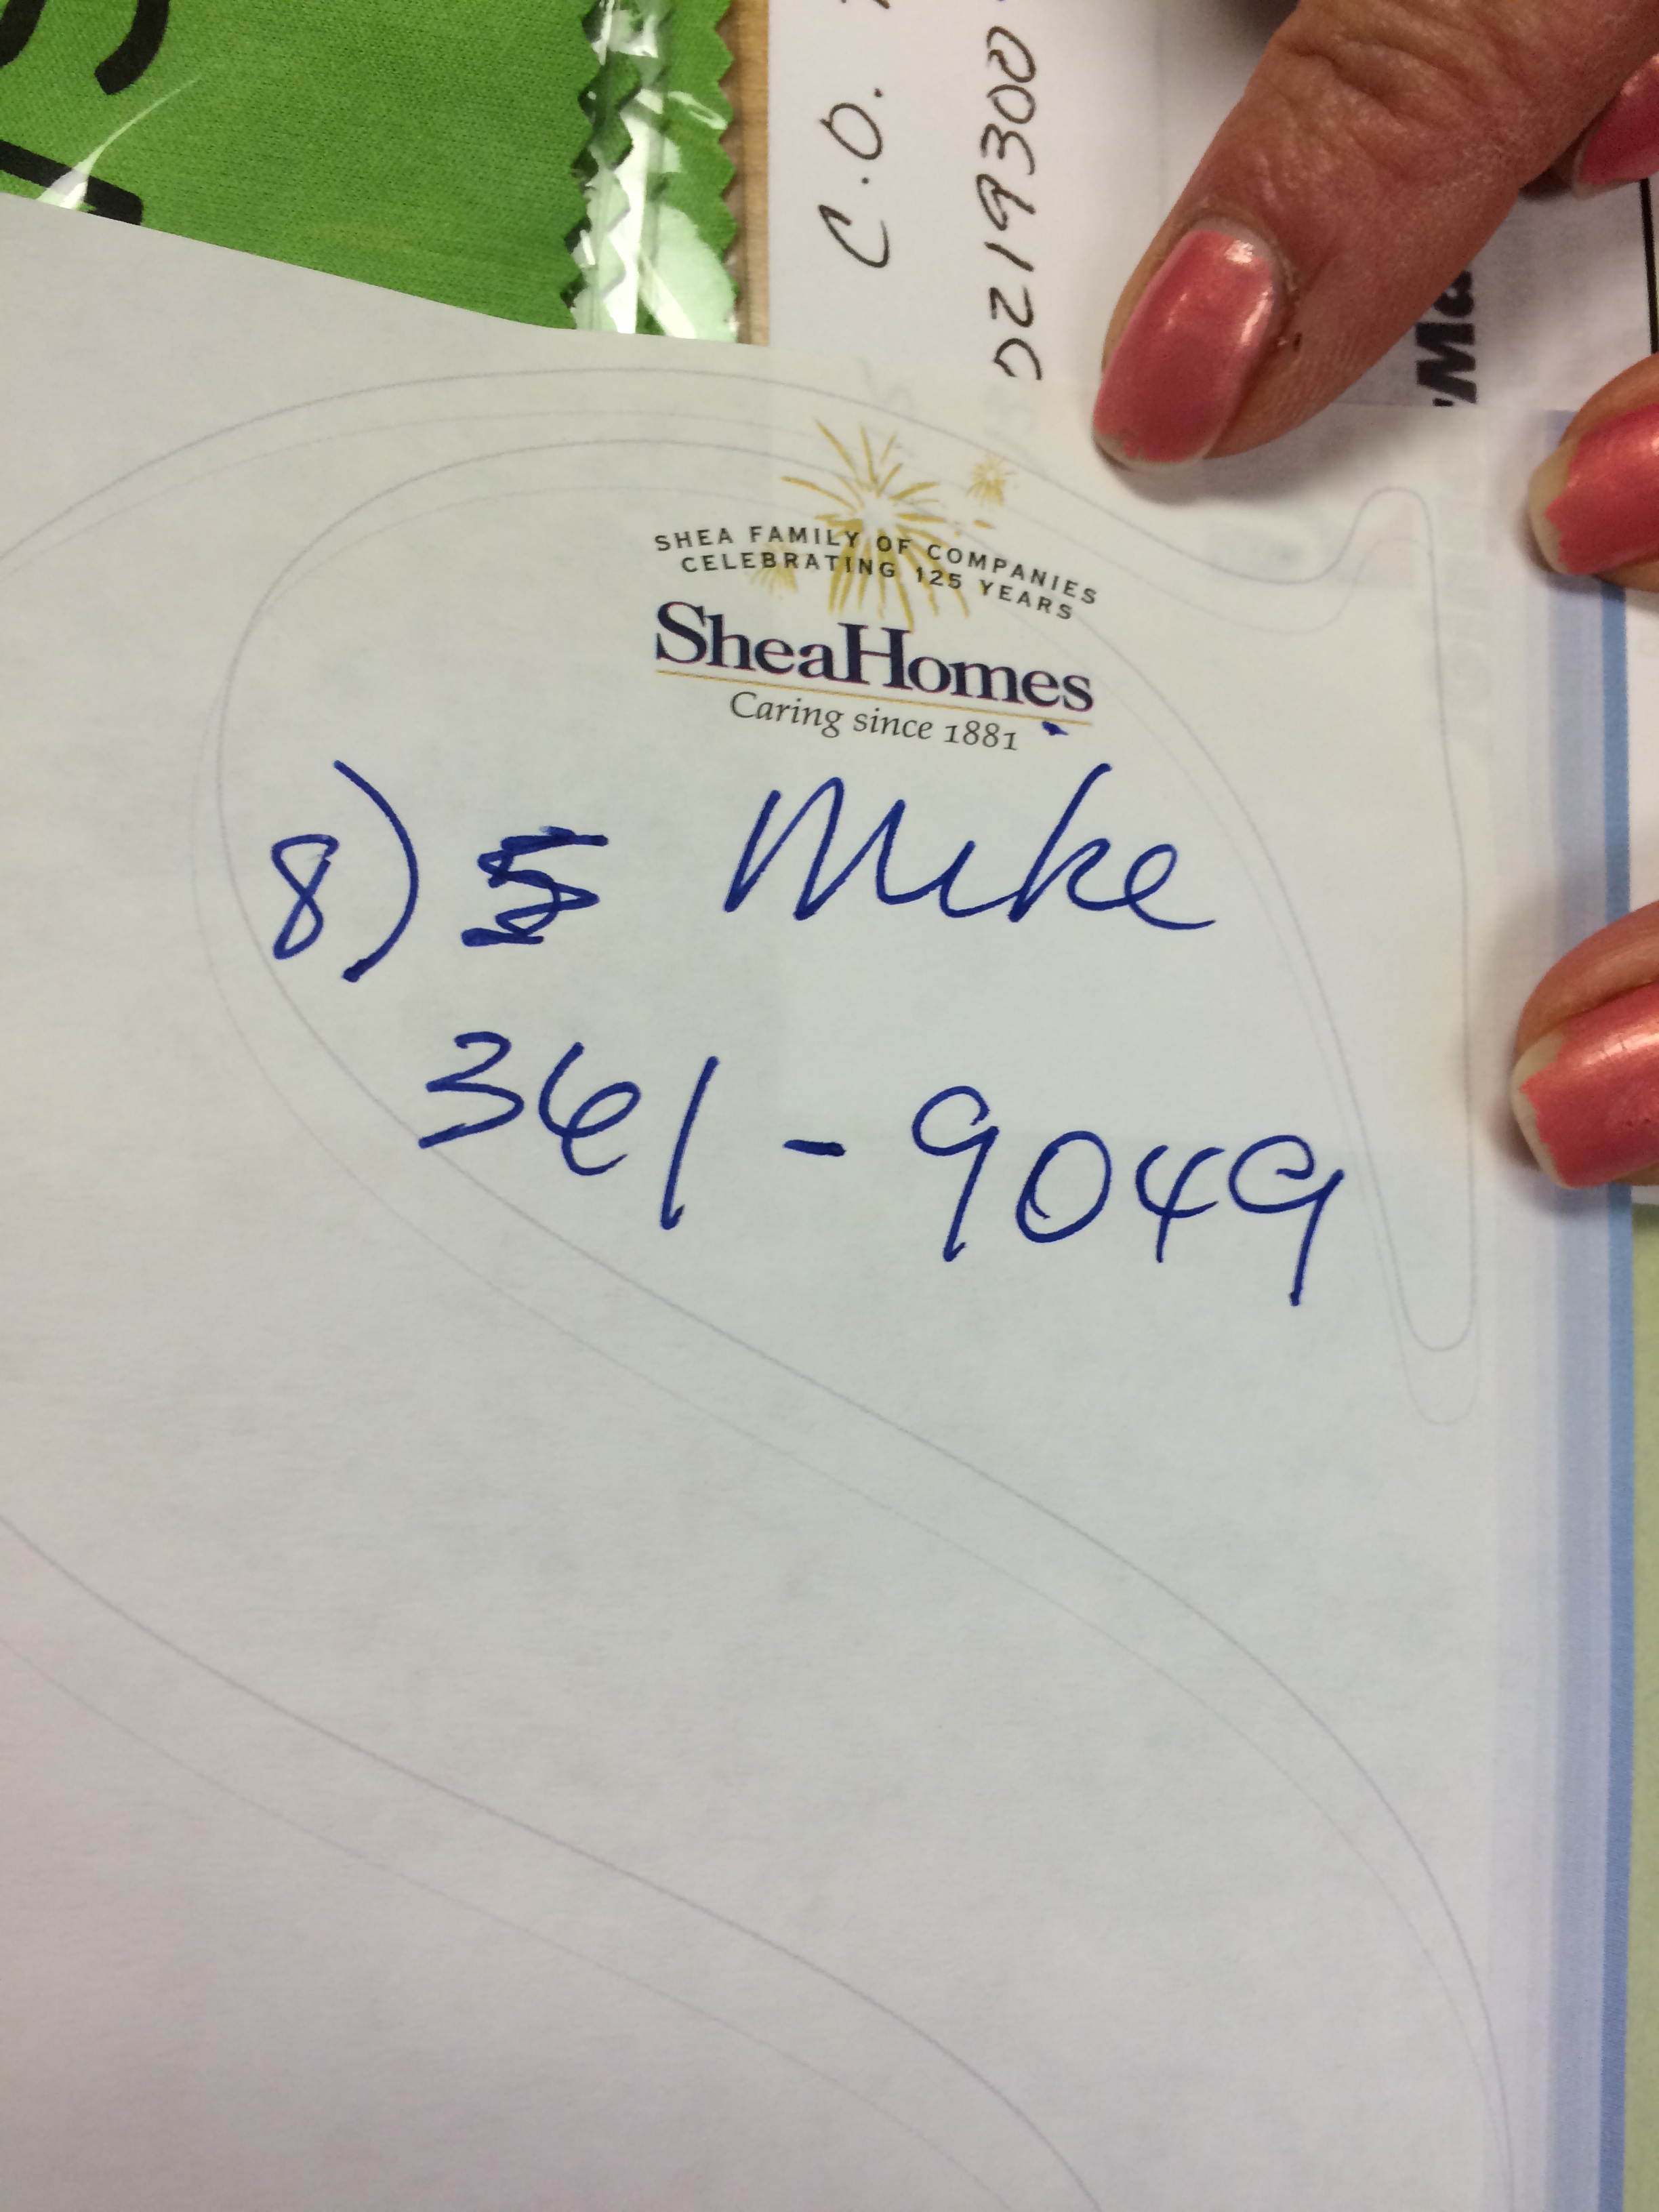 C.O.
0219300
SHEA FAMILY OF COMPANIES
CELEBRATING 125 YEARS
SheaHomes
Caring since 1881
8) 5 Mike
361-9049